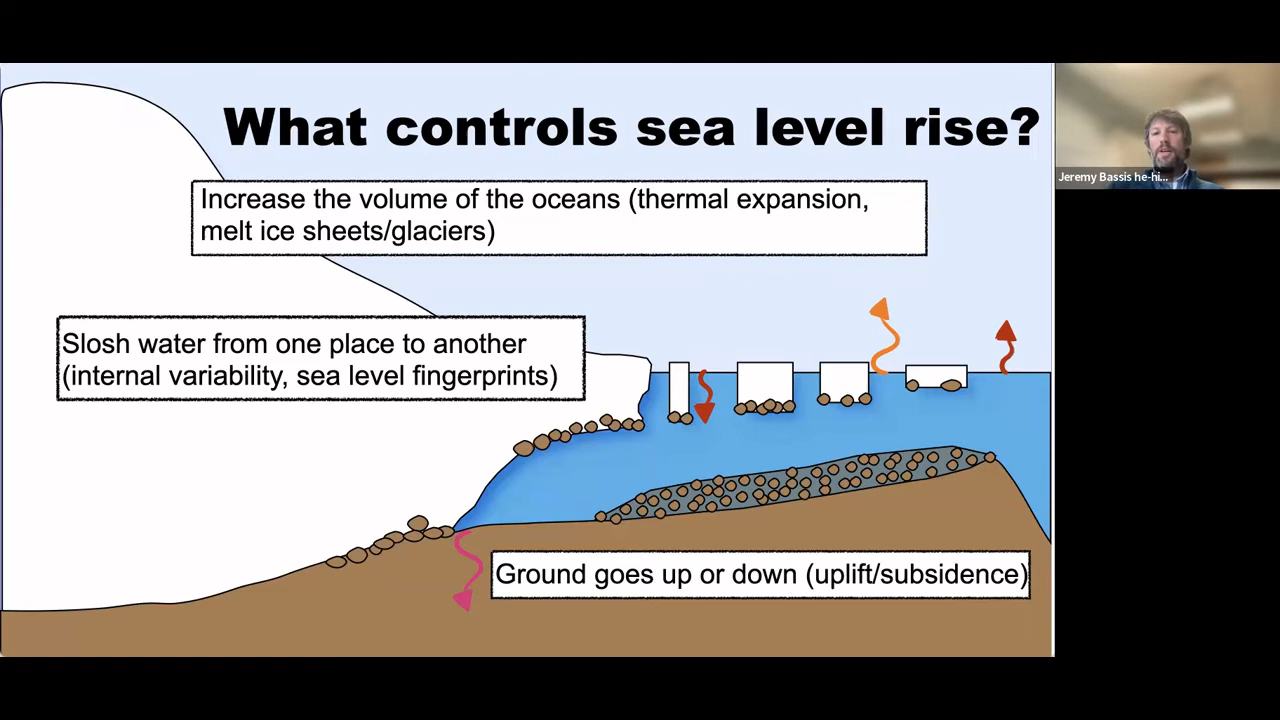 What controls sea level rise?
Increase the volume of the oceans (thermal expansion,
melt ice sheets/glaciers)
Slosh water from one place to another
(internal variability, sea level fingerprints)
Ground goes up or down (uplift/subsidence)
Jeremy Bassis he-hi...